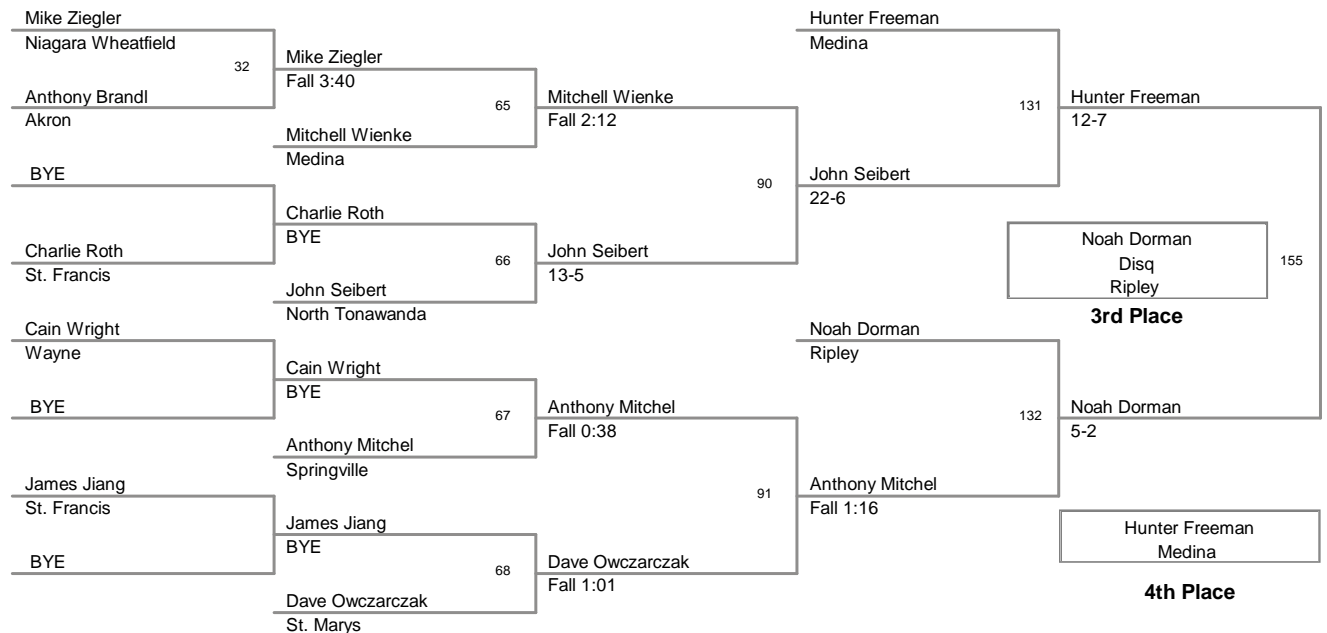 Mike Ziegler
Niagara Wheatfield
32
Anthony Brandl
Akron
BYE
Charlie Roth
St. Francis
Cain Wright
Wayne
BYE
James Jiang
St. Francis
BYE
Mike Ziegler
Fall 3:40
65
Mitchell Wienke
Medina
Charlie Roth
BYE
66
John Seibert
North Tonawanda
Cain Wright
BYE
67
Anthony Mitchel
Springville
James Jiang
BYE
68
Dave Owczarczak
St. Marys
Mitchell Wienke
Fall 2:12
90
John Seibert
13-5
Anthony Mitchel
Fall 0:38
91
Dave Owczarczak
Fall 1:01
Hunter Freeman
Medina
131
John Seibert
22-6
Noah Dorman
Ripley
132
Anthony Mitchel
Fall 1:16
Hunter Freeman
12-7
Noah Dorman
Disq
Ripley
155
3rd Place
Noah Dorman
5-2
Hunter Freeman
Medina
4th Place